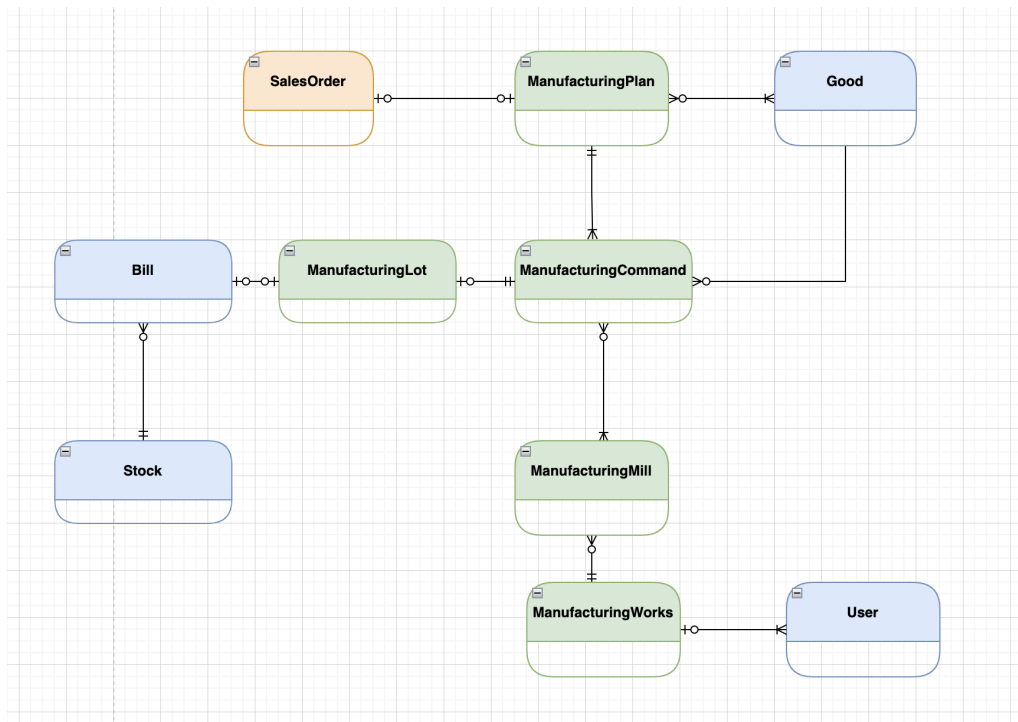 SalesOrder
ManufacturingPlan
Good
Bill
ManufacturingLot
ManufacturingCommand
Stock
ManufacturingMill
ManufacturingWorks
User